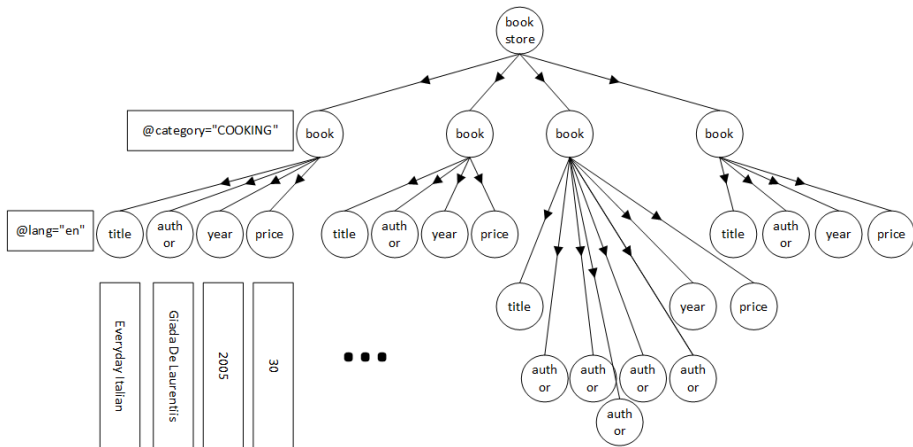 book
store
@category="COOKING"
book
book
book
book
@lang="en"
title
auth
or
year
price
title
auth
or
year
price
title
auth
or
year
price
Everyday Italian
Giada De Laurentiis
2005
30
title
year
price
auth
or
auth
or
auth
or
auth
or
auth
or